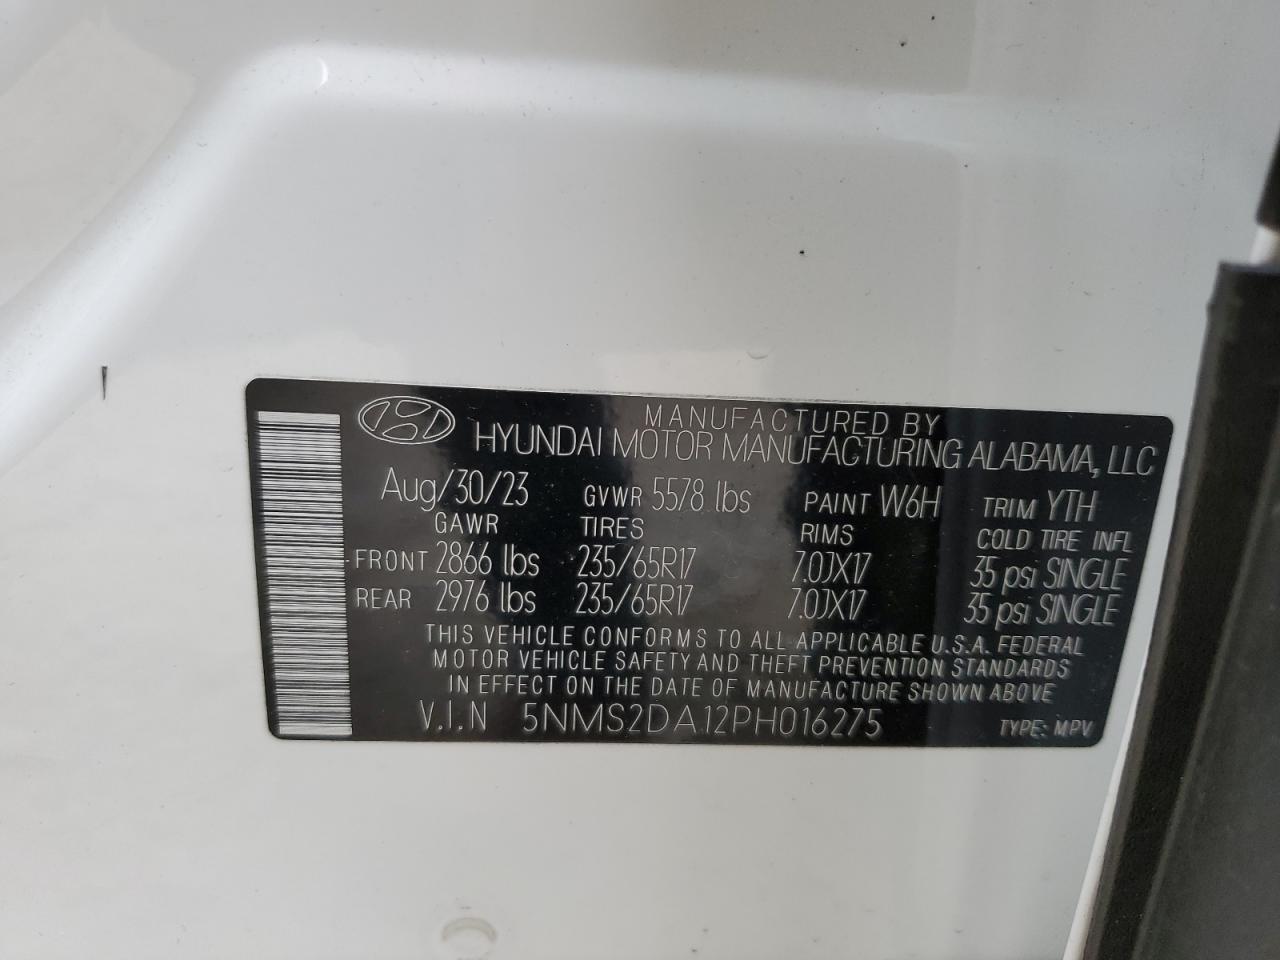 MANUFACTURED BY
HYUNDAI MOTOR MANUFACTURING ALABAMA, LLC
Aug/30/23 GVWR 5578 lbs PAINT W6H TRIM YTH
GAWR TIRES RIMS COLD TIRE INFL
FRONT 2866 lbs 235/65R17 7.0JX17 35 psi SINGLE
REAR 2976 lbs 235/65R17 7.0JX17 35 psi SINGLE
THIS VEHICLE CONFORMS TO ALL APPLICABLE U.S.A. FEDERAL
MOTOR VEHICLE SAFETY AND THEFT PREVENTION STANDARDS
IN EFFECT ON THE DATE OF MANUFACTURE SHOWN ABOVE
V.I.N 5NMS2DA12PH016275 TYPE: MPV